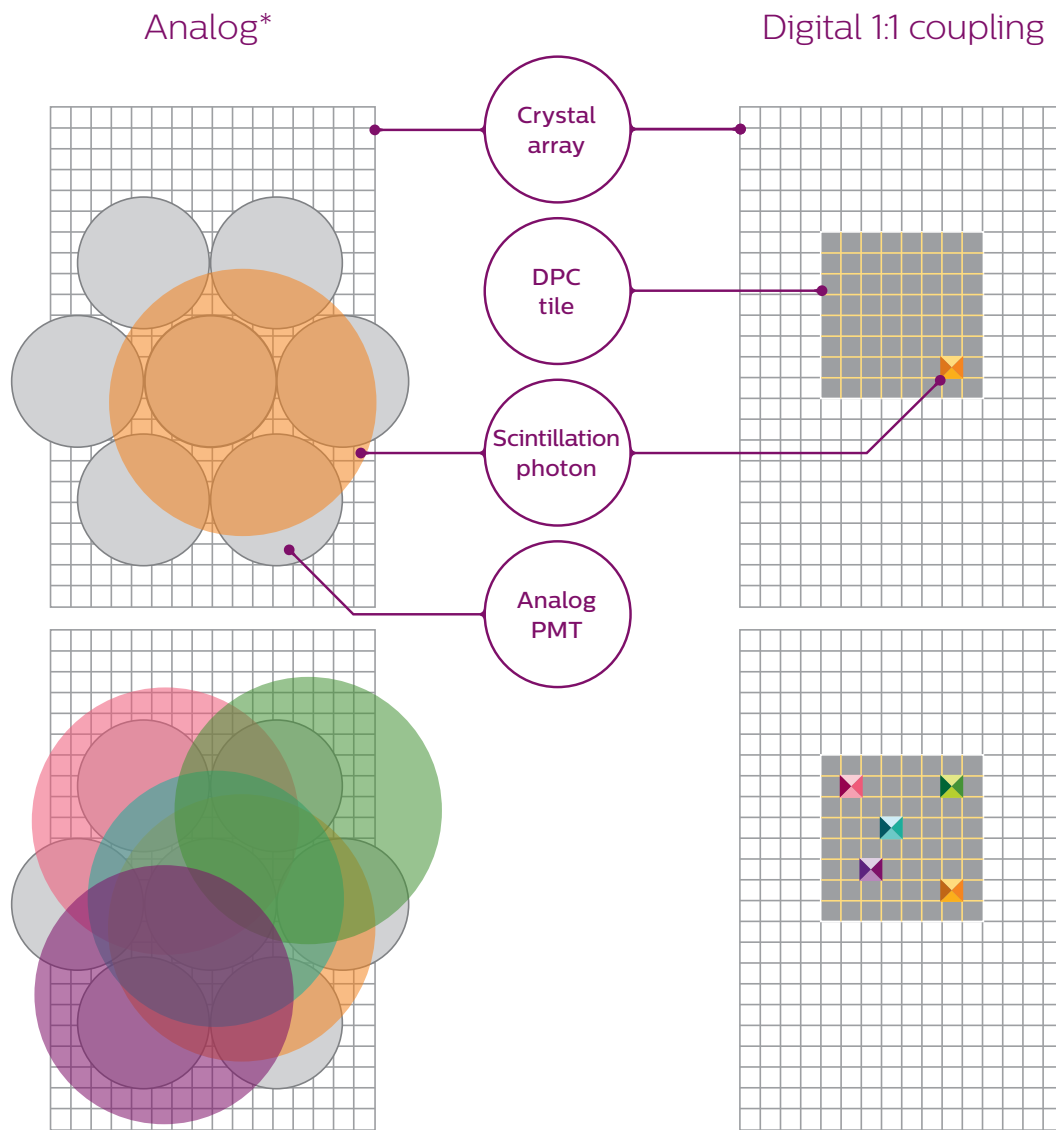 Analog*
Digital 1:1 coupling
Crystal
array
DPC
tile
Scintillation
photon
Analog
PMT